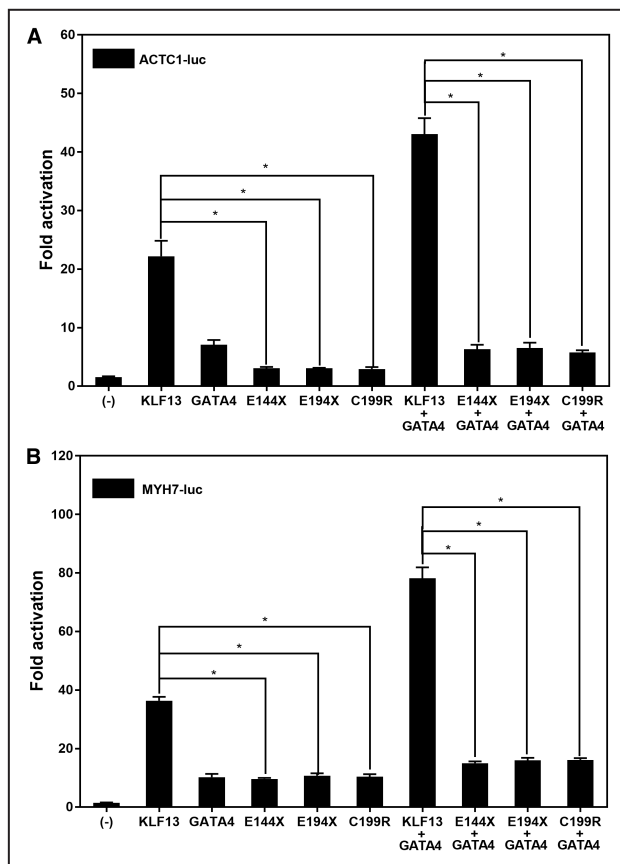 A
ACTC1-luc
Fold activation
60
50
40
30
20
10
0
*
*
*
*
*
*
(-) KLF13 GATA4 E144X E194X C199R KLF13 E144X E194X C199R
+ + + +
GATA4 GATA4 GATA4 GATA4
B
MYH7-luc
Fold activation
120
100
80
60
40
20
0
*
*
*
*
*
*
(-) KLF13 GATA4 E144X E194X C199R KLF13 E144X E194X C199R
+ + + +
GATA4 GATA4 GATA4 GATA4